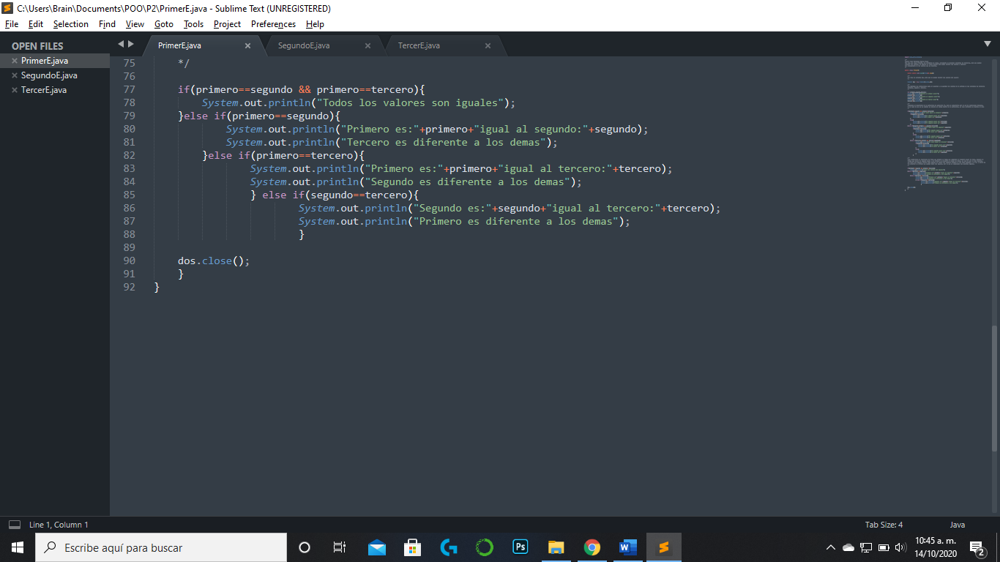 C:\Users\Brain\Documents\POO\P2\PrimerE.java - Sublime Text (UNREGISTERED)
File Edit Selection Find View Goto Tools Project Preferences Help
OPEN FILES
PrimerE.java
SegundoE.java
TercerE.java
PrimerE.java SegundoE.java TercerE.java
75 */
76
77 if(primero==segundo && primero==tercero){
78 System.out.println("Todos los valores son iguales");
79 }else if(primero==segundo){
80 System.out.println("Primero es:"+primero+"igual al segundo:"+segundo);
81 System.out.println("Tercero es diferente a los demas");
82 }else if(primero==tercero){
83 System.out.println("Primero es:"+primero+"igual al tercero:"+tercero);
84 System.out.println("Segundo es diferente a los demas");
85 } else if(segundo==tercero){
86 System.out.println("Segundo es:"+segundo+"igual al tercero:"+tercero);
87 System.out.println("Primero es diferente a los demas");
88 }
89
90 dos.close();
91 }
92 }
Line 1, Column 1 Tab Size: 4 Java
Escribe aquí para buscar
Ps
W
10:45 a. m.
14/10/2020
2